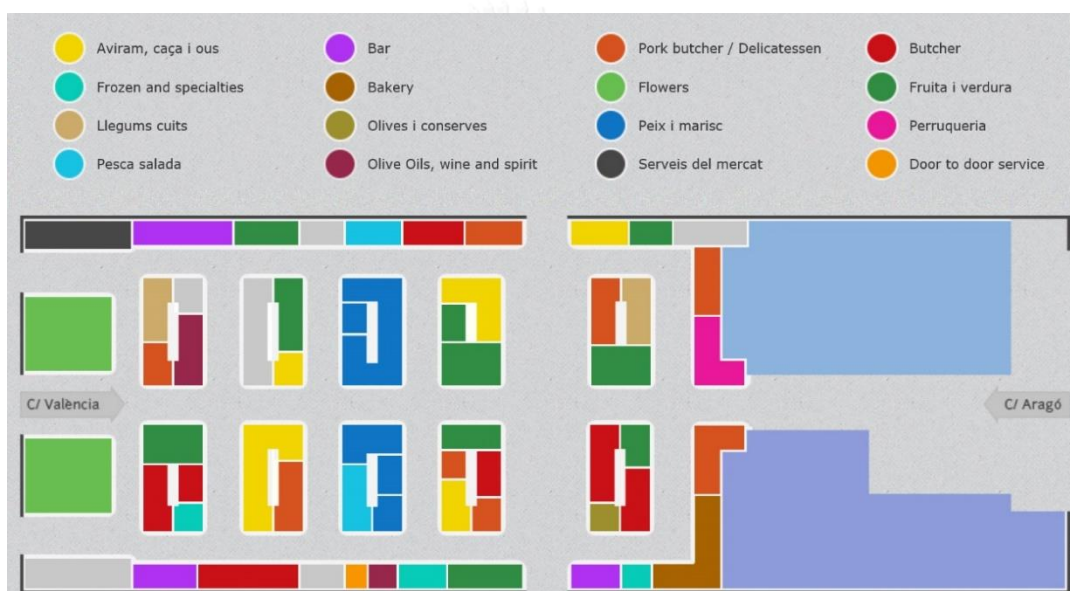 Aviram, caça i ous
Bar
Pork butcher / Delicatessen
Butcher
Frozen and specialties
Bakery
Flowers
Fruita i verdura
Llegums cuits
Olives i conserves
Peix i marisc
Perruqueria
Pesca salada
Olive Oils, wine and spirit
Serveis del mercat
Door to door service
C/ València
C/ Aragó